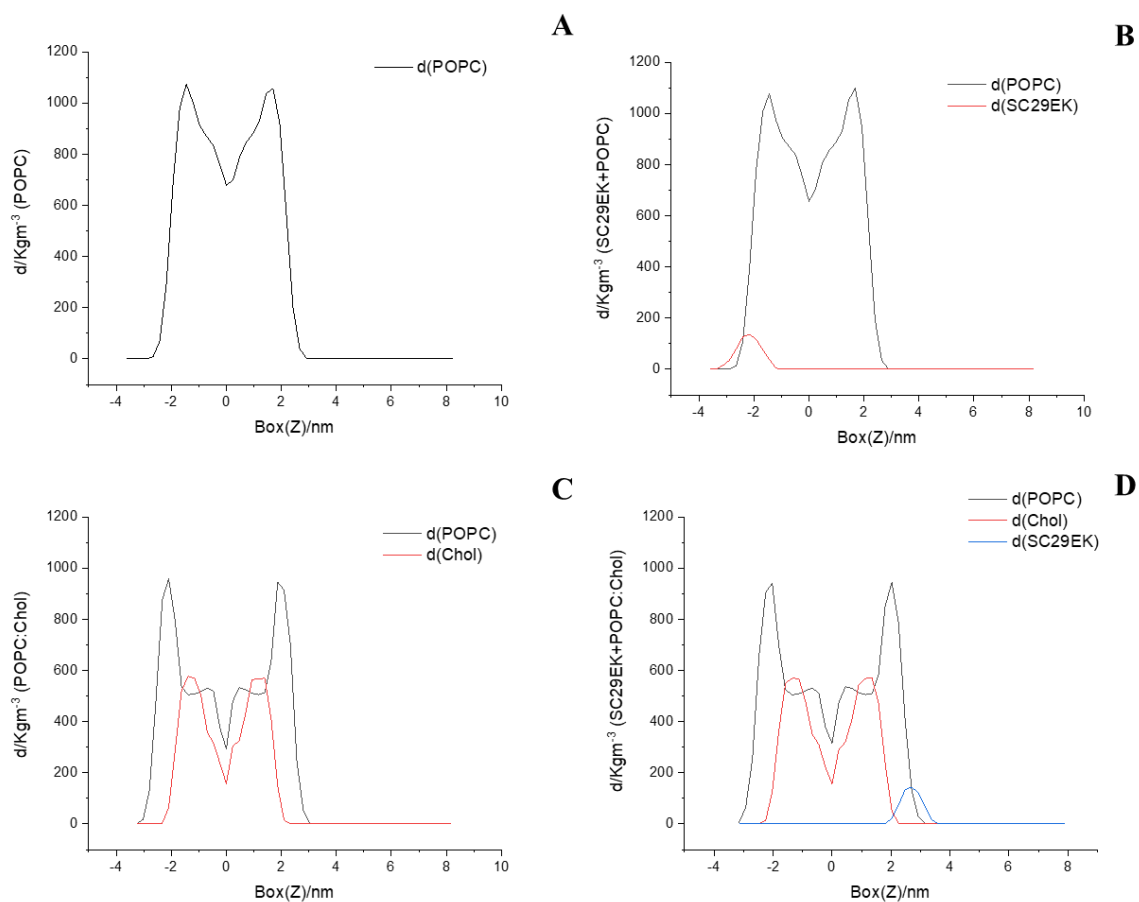 A
d(POPC)
1200
1000
800
600
400
200
0
d/Kgm⁻³ (POPC)
-4 -2 0 2 4 6 8 10
Box(Z)/nm
B
d(POPC)
d(SC29EK)
1200
1000
800
600
400
200
0
d/Kgm⁻³ (SC29EK+POPC)
-4 -2 0 2 4 6 8 10
Box(Z)/nm
C
d(POPC)
d(Chol)
1200
1000
800
600
400
200
0
d/Kgm⁻³ (POPC:Chol)
-4 -2 0 2 4 6 8 10
Box(Z)/nm
D
d(POPC)
d(Chol)
d(SC29EK)
1200
1000
800
600
400
200
0
d/Kgm⁻³ (SC29EK+POPC:Chol)
-4 -2 0 2 4 6 8
Box(Z)/nm